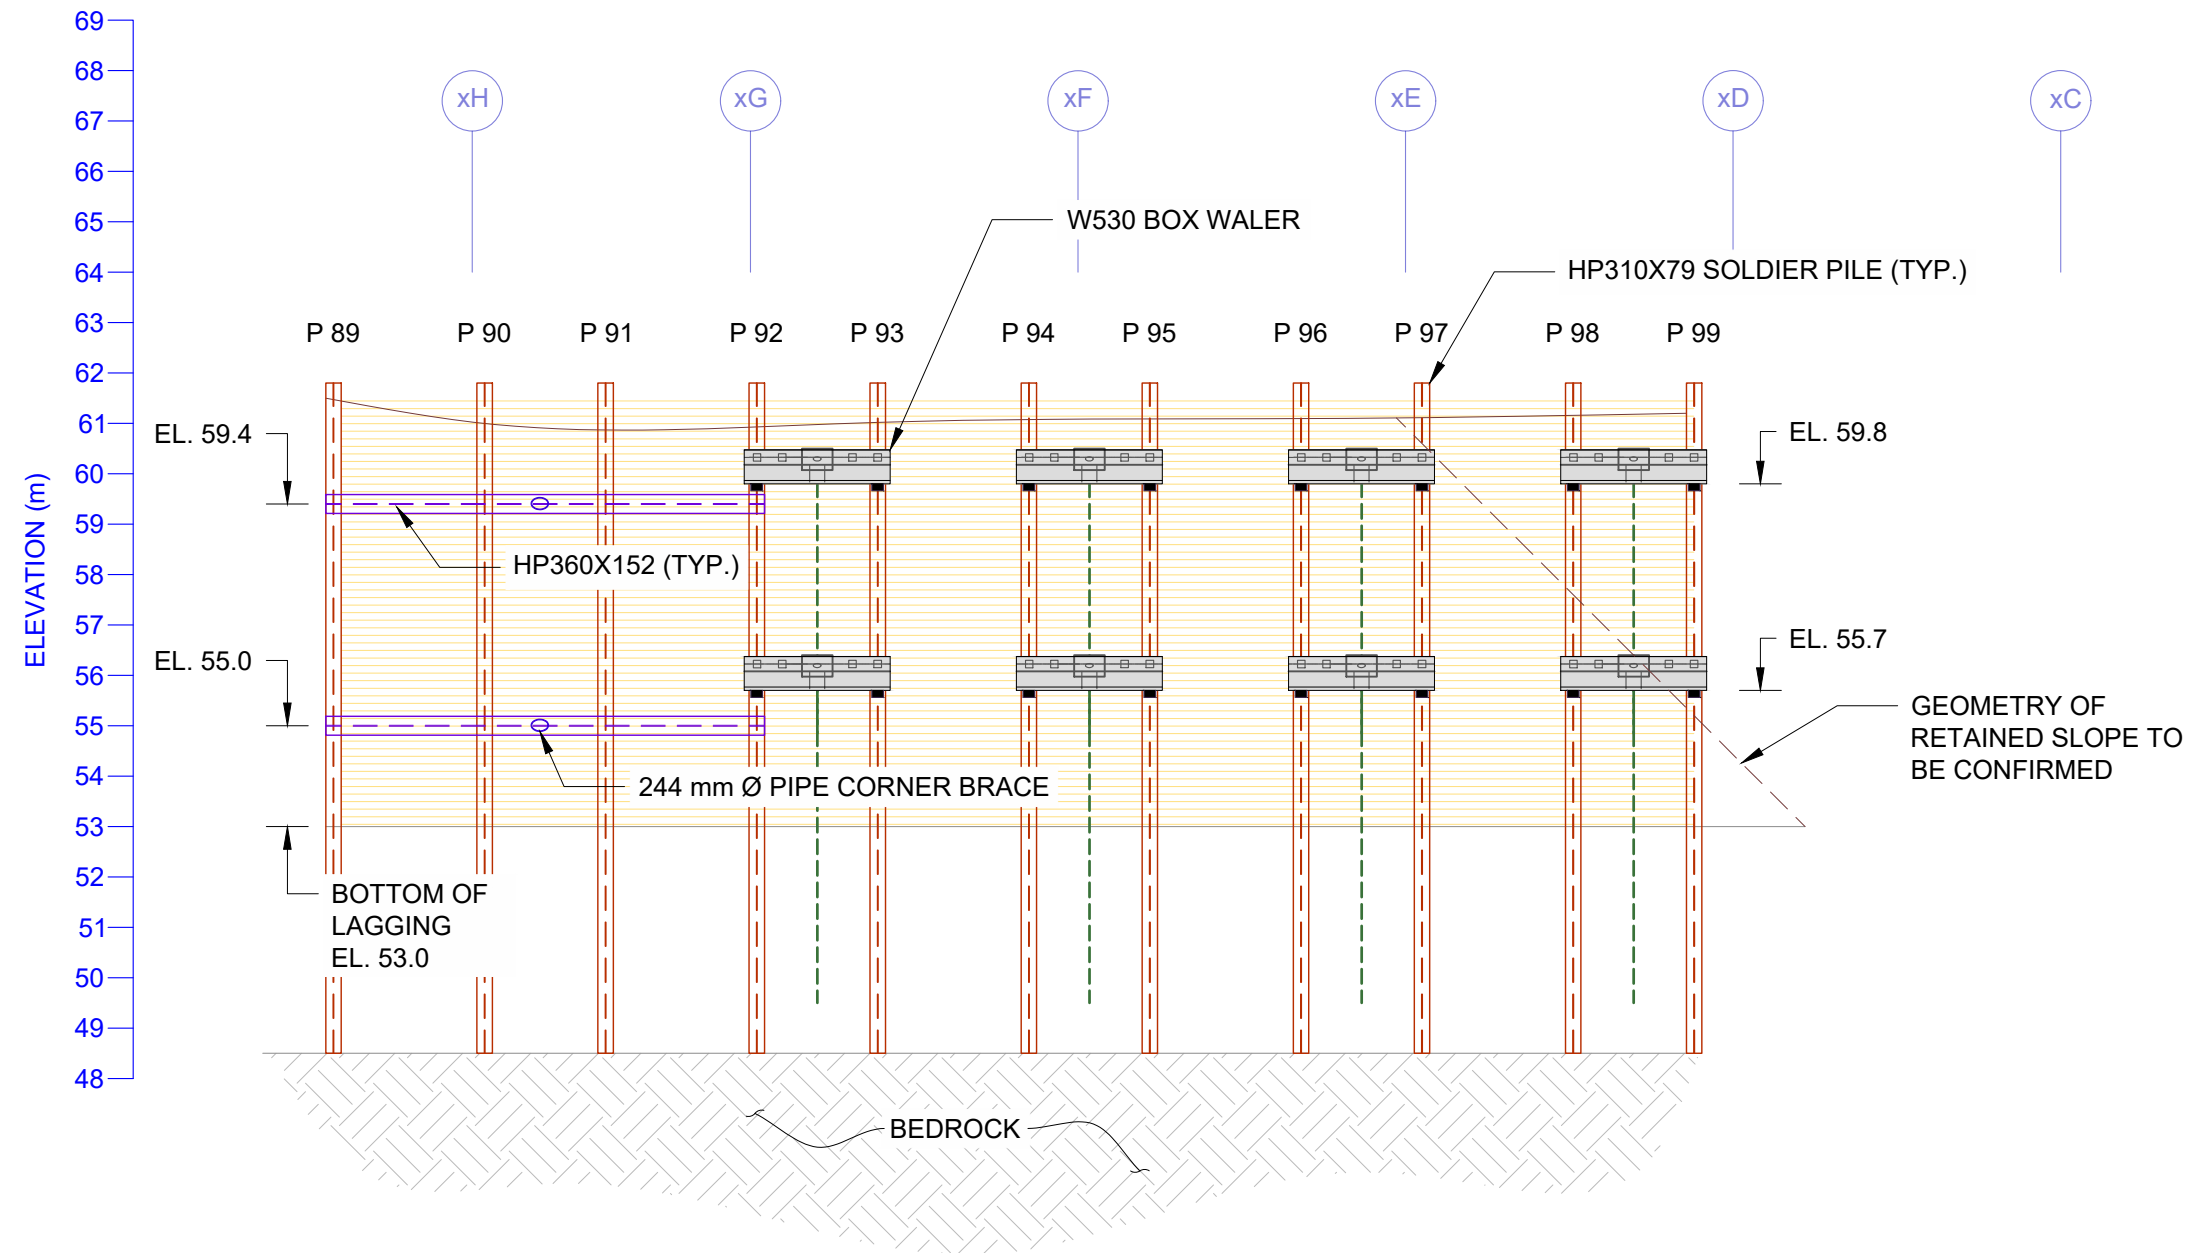 69
68
67
66
65
64
63
62
61
60
59
58
57
56
55
54
53
52
51
50
49
48
ELEVATION (m)
xH
xG
xF
xE
xD
xC
W530 BOX WALER
HP310X79 SOLDIER PILE (TYP.)
P 89
P 90
P 91
P 92
P 93
P 94
P 95
P 96
P 97
P 98
P 99
EL. 59.4
EL. 59.8
HP360X152 (TYP.)
EL. 55.0
EL. 55.7
244 mm Ø PIPE CORNER BRACE
GEOMETRY OF
RETAINED SLOPE TO
BE CONFIRMED
BOTTOM OF
LAGGING
EL. 53.0
BEDROCK